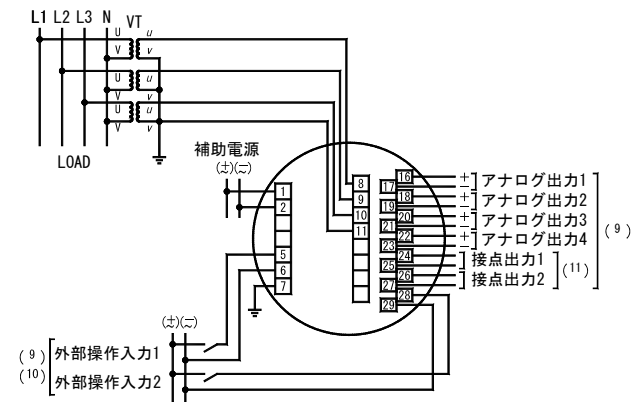 L1 L2 L3 N VT
U u
V v
U u
V v
U u
V v
LOAD
補助電源
(±)(−)
1
2
5
6
7
8
9
10
11
16
17
18
19
20
21
22
23
24
25
26
27
28
29
+
−
アナログ出力1
+
−
アナログ出力2
+
−
アナログ出力3
+
−
アナログ出力4
(9)
接点出力1
接点出力2
(11)
(±)(−)
(9)
(10)
外部操作入力1
外部操作入力2